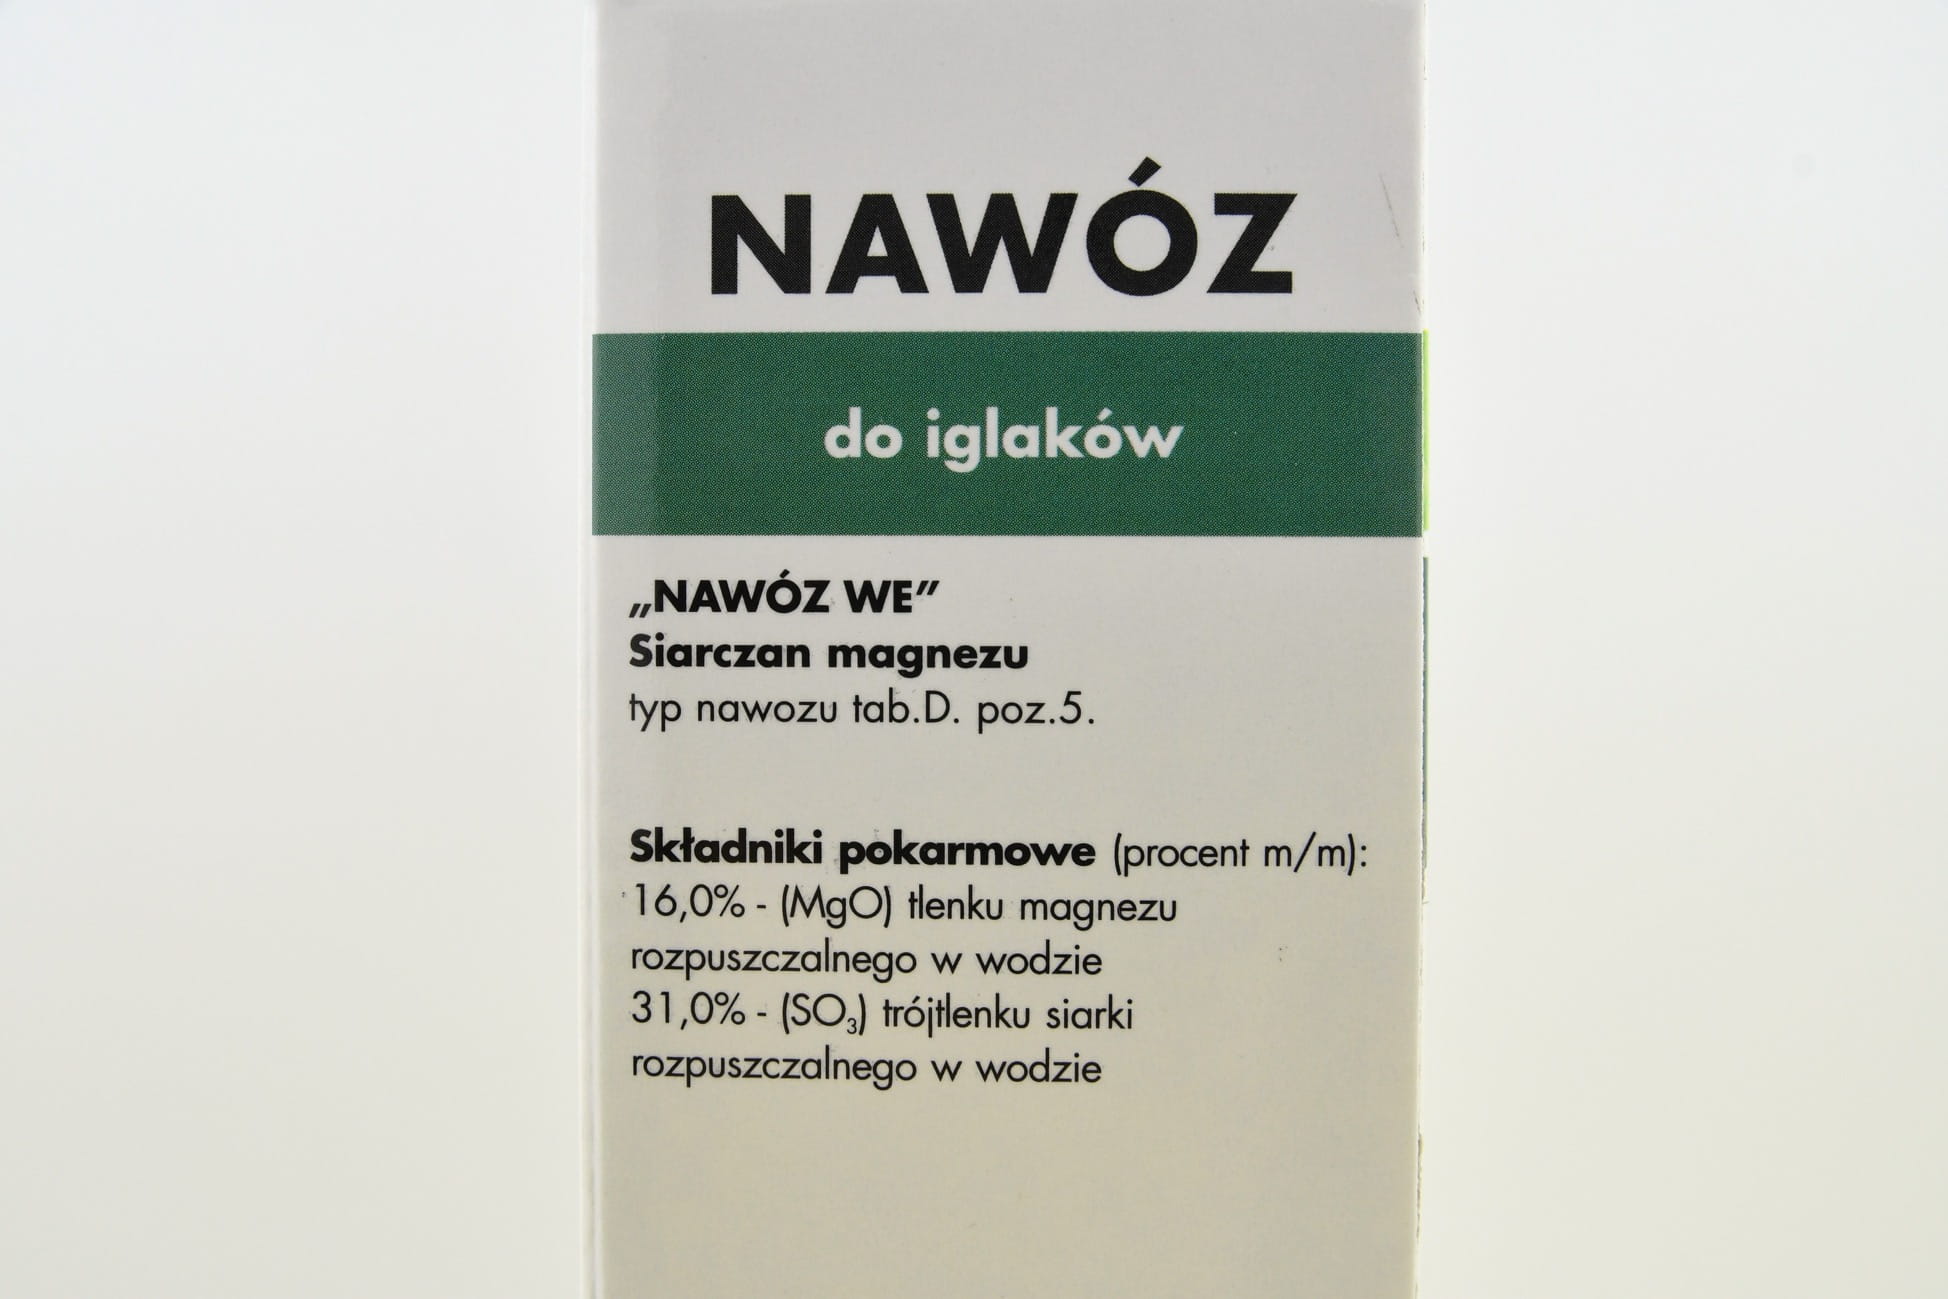 NAWÓZ
do iglaków
„NAWÓZ WE”
Siarczan magnezu
typ nawozu tab.D. poz.5.
Składniki pokarmowe (procent m/m):
16,0% - (MgO) tlenku magnezu
rozpuszczalnego w wodzie
31,0% - (SO₃) trójtlenku siarki
rozpuszczalnego w wodzie